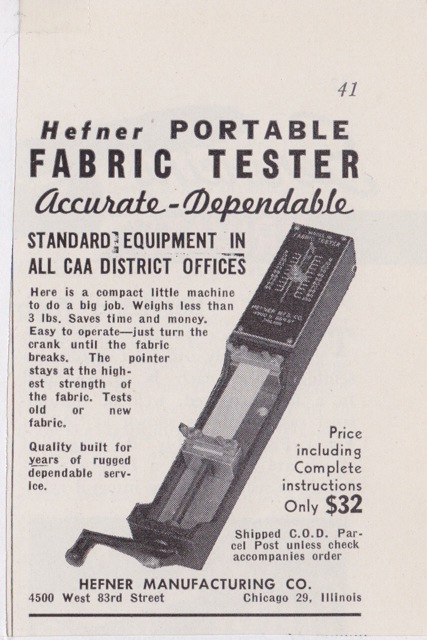 41
Hefner PORTABLE
FABRIC TESTER
Accurate-Dependable
STANDARD EQUIPMENT IN
ALL CAA DISTRICT OFFICES
Here is a compact little machine
to do a big job. Weighs less than
3 lbs. Saves time and money.
Easy to operate—just turn the
crank until the fabric
breaks. The pointer
stays at the high-
est strength of
the fabric. Tests
old or new
fabric.
Quality built for
years of rugged
dependable serv-
ice.
FABRIC TESTER
HEFNER MFG. CO.
Price
including
Complete
instructions
Only $32
Shipped C.O.D. Par-
cel Post unless check
accompanies order
HEFNER MANUFACTURING CO.
4500 West 83rd Street Chicago 29, Illinois